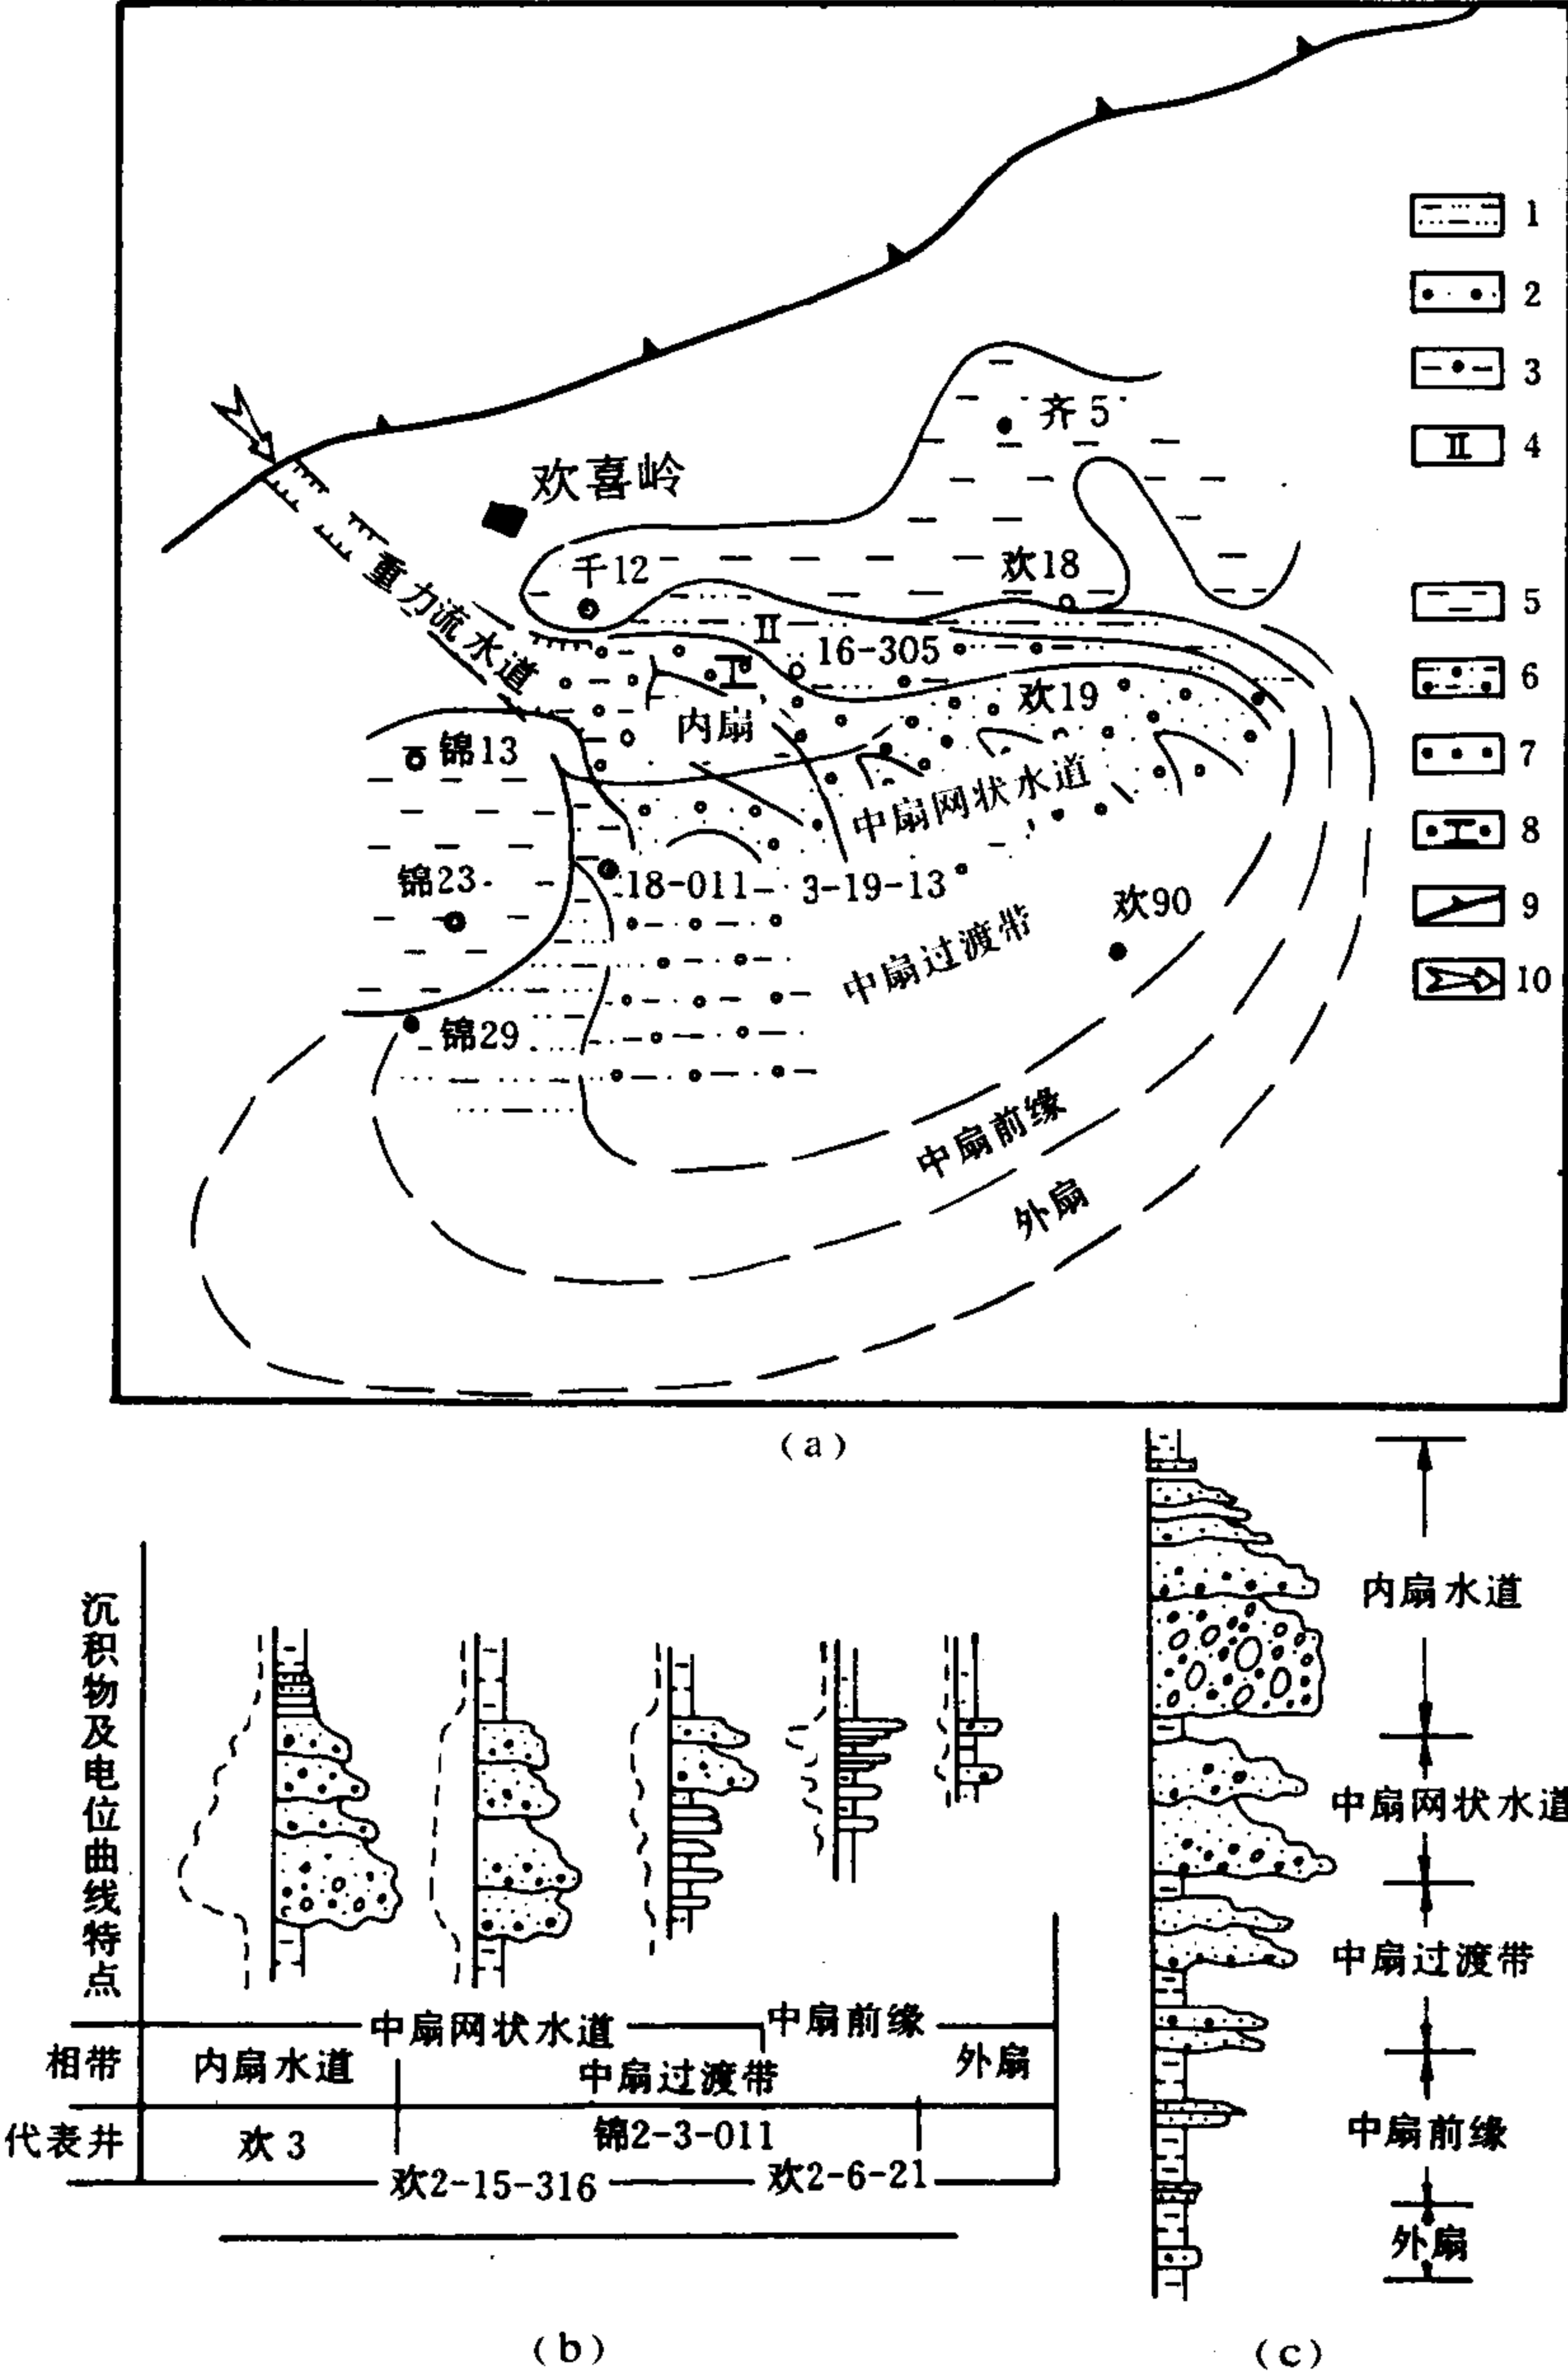 1
2
3
4
II
5
6
7
8
9
10
齐5
欢喜岭
千12
欢18
重力流水道
II
16-305
I
内扇
欢19
锦13
中扇网状水道
锦23
18-011
3-19-13
欢90
中扇过渡带
锦29
中扇前缘
外扇
(a)
沉积物及电位曲线特点
相带
内扇水道
中扇网状水道
中扇过渡带
中扇前缘
外扇
代表井
欢3
欢2-15-316
锦2-3-011
欢2-6-21
(b)
内扇水道
中扇网状水道
中扇过渡带
中扇前缘
外扇
(c)